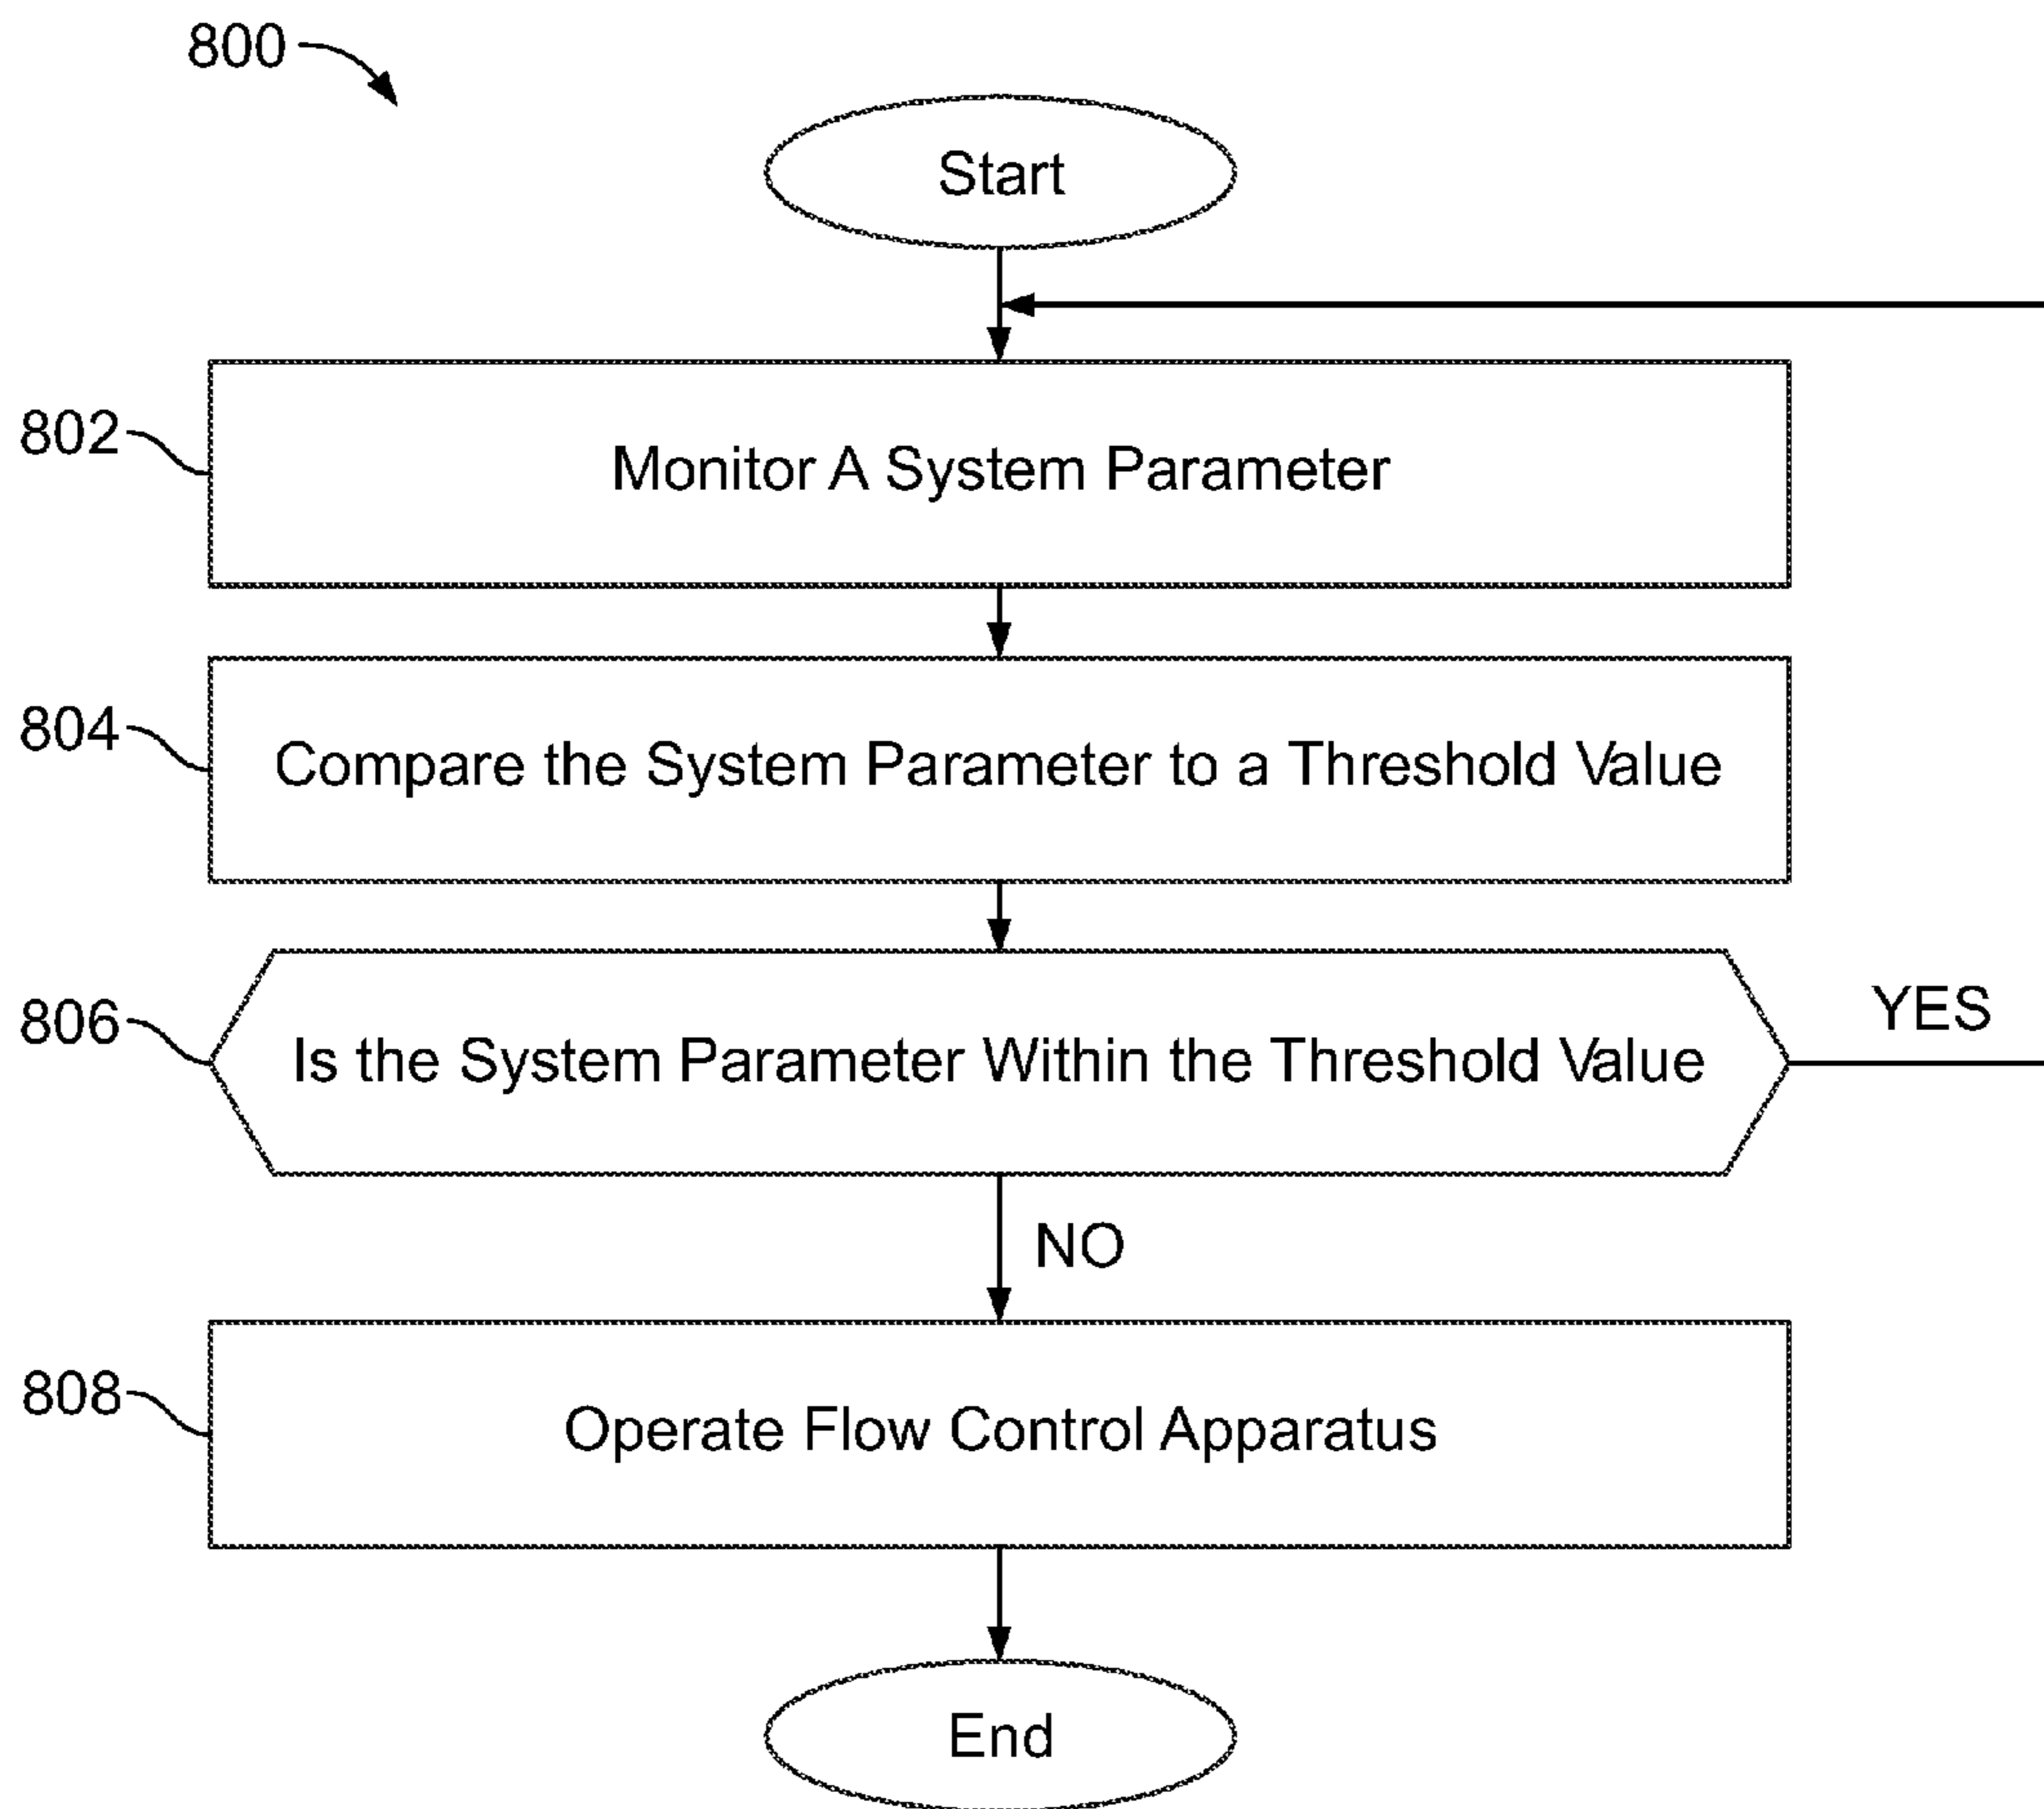 800
Start
802
Monitor A System Parameter
804
Compare the System Parameter to a Threshold Value
806
Is the System Parameter Within the Threshold Value
YES
NO
808
Operate Flow Control Apparatus
End